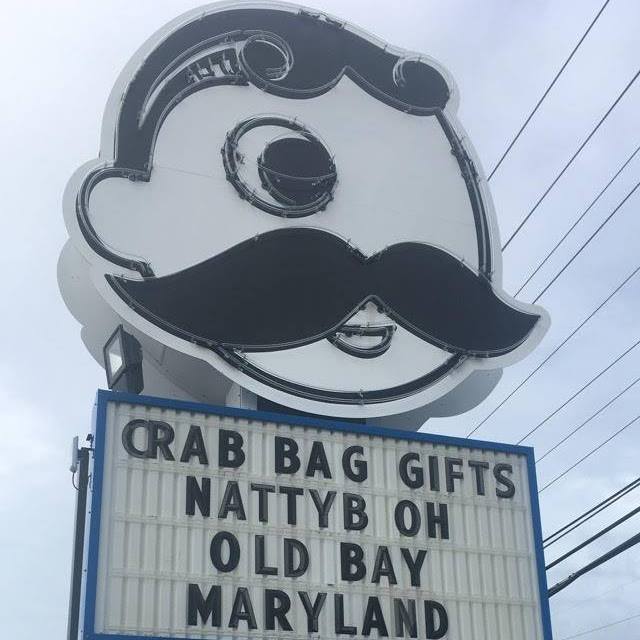 CRAB BAG GIFTS
NATTYB OH
OLD BAY
MARYLAND